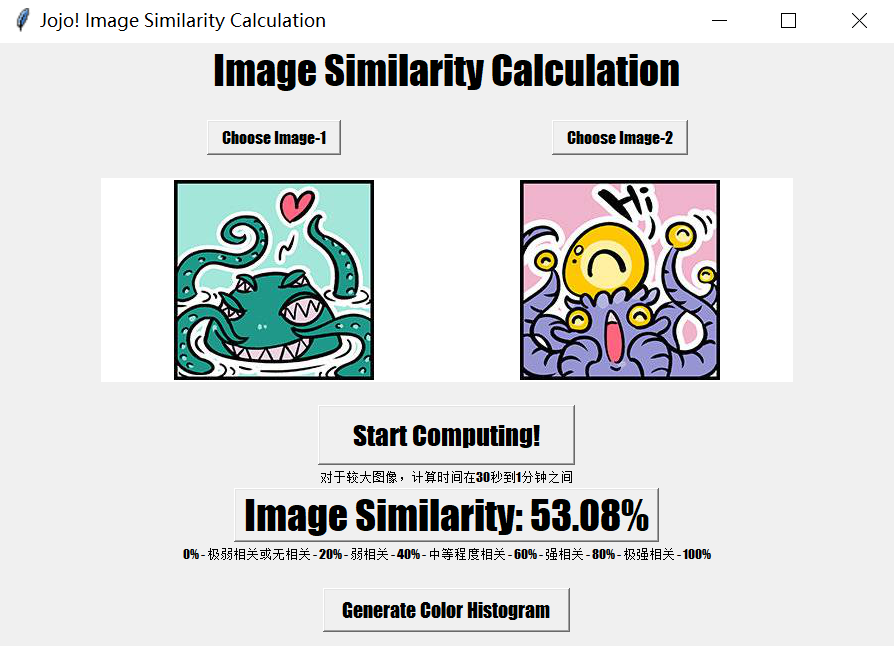 Jojo! Image Similarity Calculation
Image Similarity Calculation
Choose Image-1
Choose Image-2
Hi
Start Computing!
对于较大图像，计算时间在30秒到1分钟之间
Image Similarity: 53.08%
0%-极弱相关或无相关-20%-弱相关-40%-中等程度相关-60%-强相关-80%-极强相关-100%
Generate Color Histogram